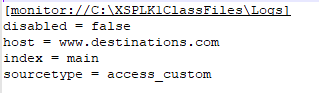 [monitor://C:\XSPLK1ClassFiles\Logs]
disabled = false
host = www.destinations.com
index = main
sourcetype = access_custom